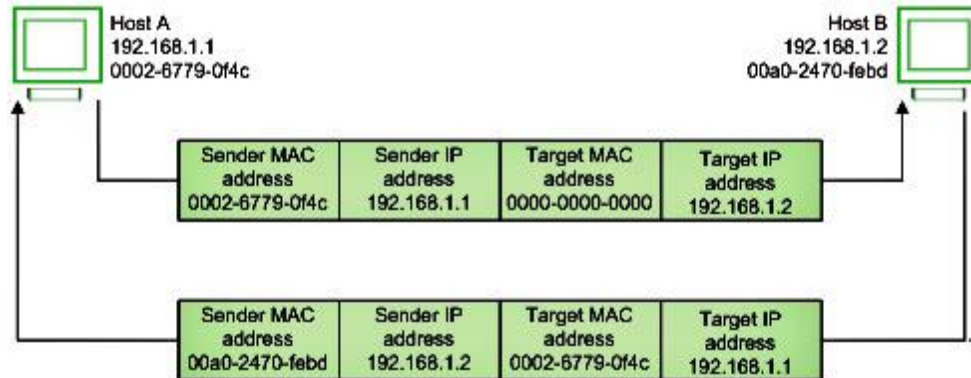 Host A
192.168.1.1
0002-6779-0f4c
Host B
192.168.1.2
00a0-2470-febd
Sender MAC
address
0002-6779-0f4c
Sender IP
address
192.168.1.1
Target MAC
address
0000-0000-0000
Target IP
address
192.168.1.2
Sender MAC
address
00a0-2470-febd
Sender IP
address
192.168.1.2
Target MAC
address
0002-6779-0f4c
Target IP
address
192.168.1.1